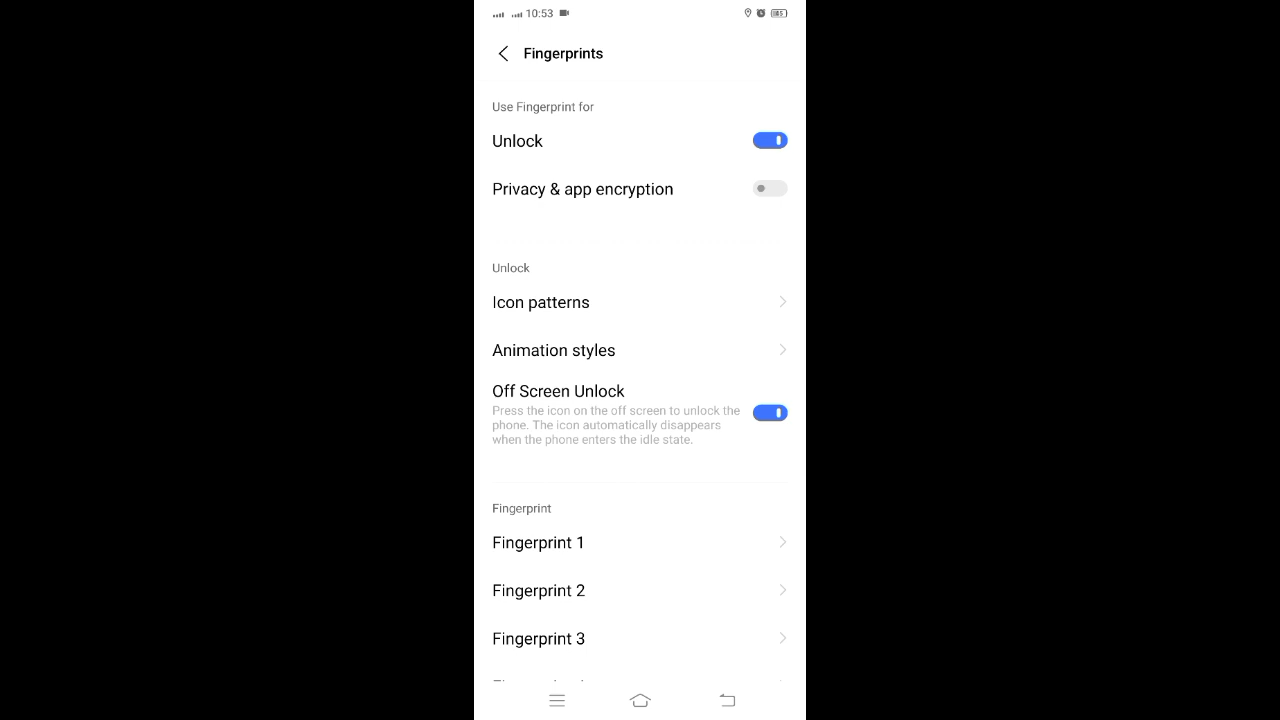 10:53
Fingerprints
Use Fingerprint for
Unlock
Privacy & app encryption
Unlock
Icon patterns
Animation styles
Off Screen Unlock
Press the icon on the off screen to unlock the
phone. The icon automatically disappears
when the phone enters the idle state.
Fingerprint
Fingerprint 1
Fingerprint 2
Fingerprint 3